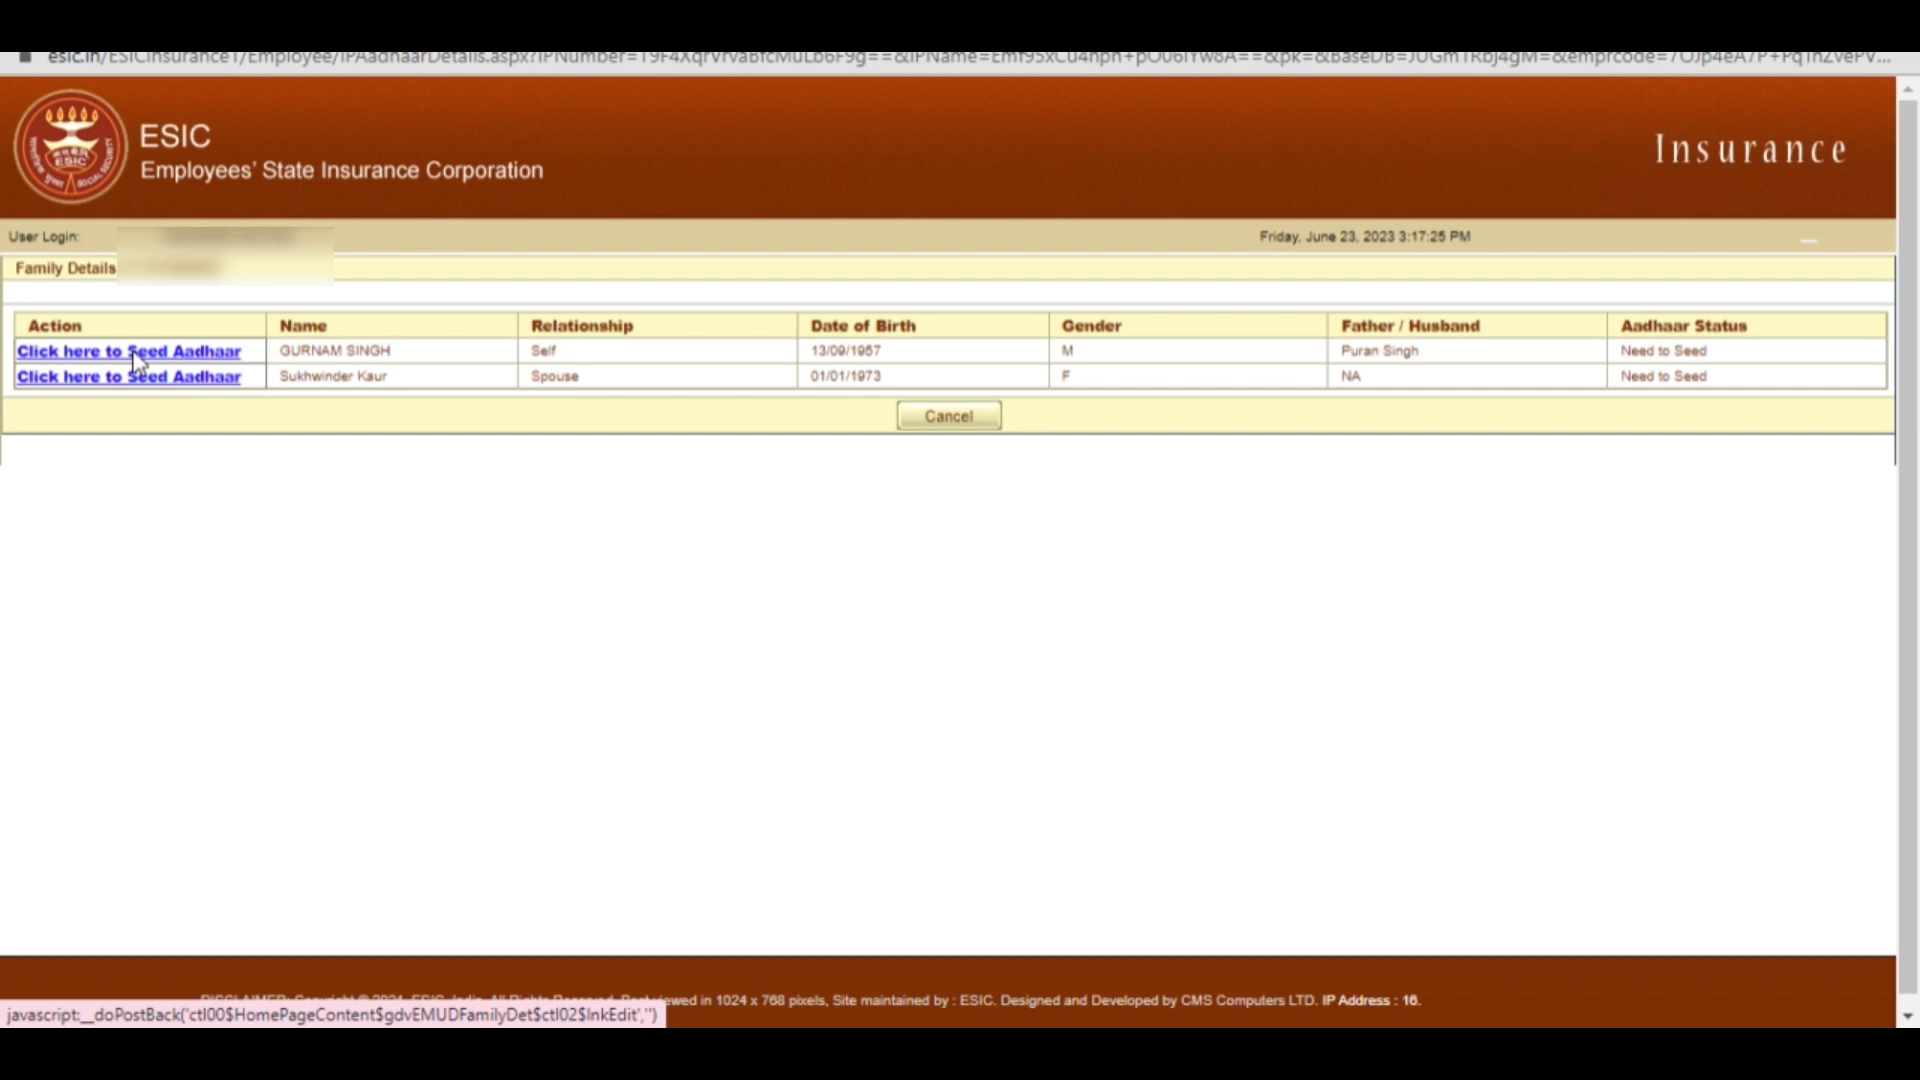 ESIC
Employees' State Insurance Corporation
Insurance
User Login:
Friday, June 23, 2023 3:17:25 PM
Family Details
Action Name Relationship Date of Birth Gender Father / Husband Aadhaar Status
Click here to Seed Aadhaar GURNAM SINGH Self 13/09/1957 M Puran Singh Need to Seed
Click here to Seed Aadhaar Sukhwinder Kaur Spouse 01/01/1973 F NA Need to Seed
Cancel
viewed in 1024 x 768 pixels, Site maintained by : ESIC. Designed and Developed by CMS Computers LTD. IP Address : 16.
javascript:__doPostBack('ctl00$HomePageContent$gdvEMUDFamilyDet$ctl02$lnkEdit','')